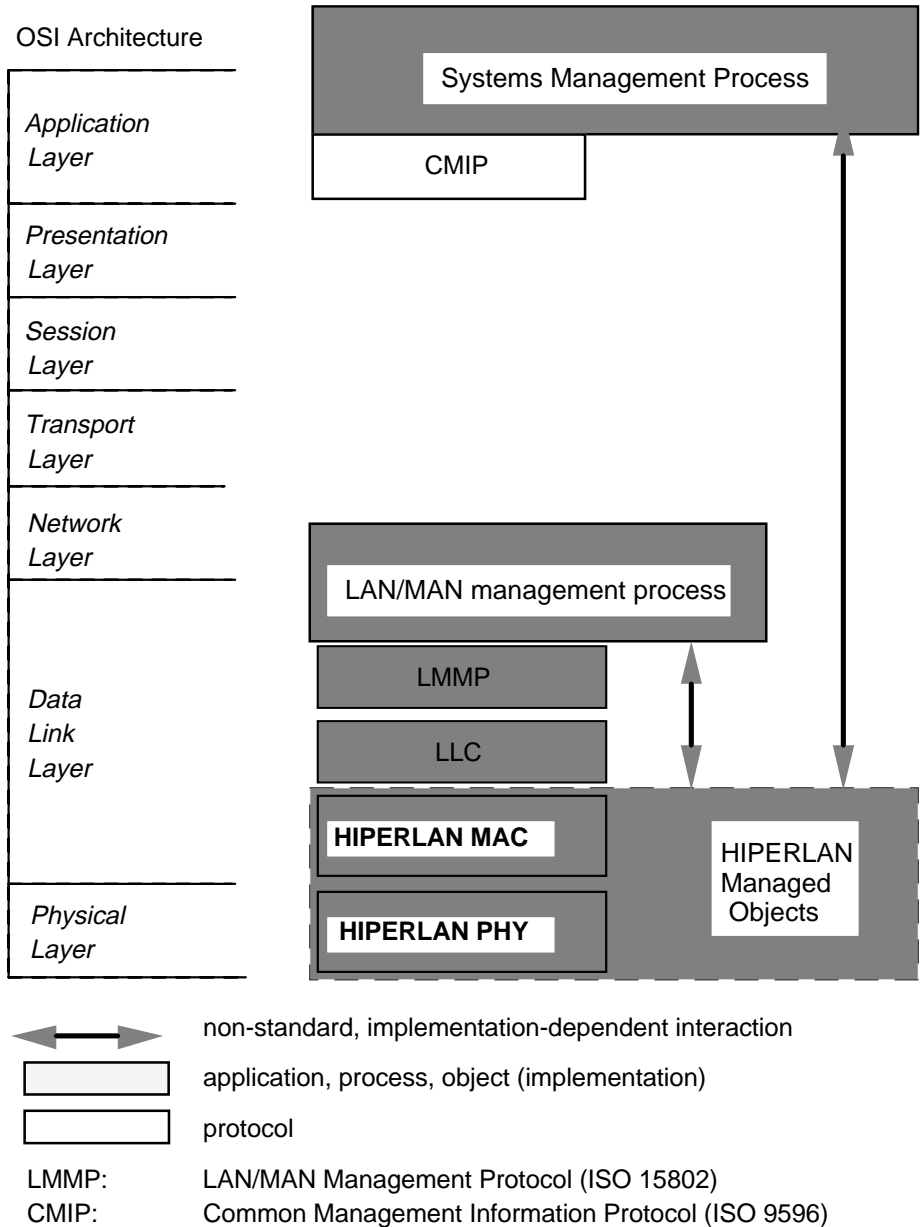 OSI Architecture
Application
Layer
Presentation
Layer
Session
Layer
Transport
Layer
Network
Layer
Data
Link
Layer
Physical
Layer
Systems Management Process
CMIP
LAN/MAN management process
LMMP
LLC
HIPERLAN MAC
HIPERLAN PHY
HIPERLAN
Managed
Objects
non-standard, implementation-dependent interaction
application, process, object (implementation)
protocol
LMMP: LAN/MAN Management Protocol (ISO 15802)
CMIP: Common Management Information Protocol (ISO 9596)